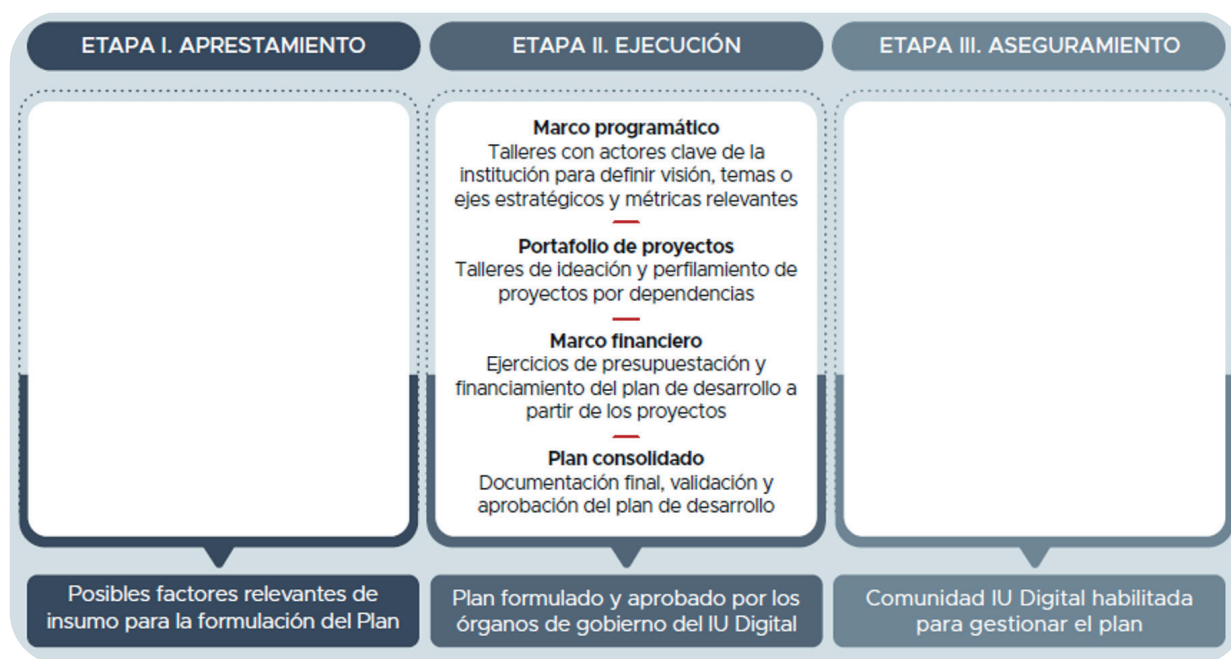 ETAPA I. APRESTAMIENTO
ETAPA II. EJECUCIÓN
ETAPA III. ASEGURAMIENTO
Marco programático
Talleres con actores clave de la
institución para definir visión, temas o
ejes estratégicos y métricas relevantes
Portafolio de proyectos
Talleres de ideación y perfilamiento de
proyectos por dependencias
Marco financiero
Ejercicios de presupuestación y
financiamiento del plan de desarrollo a
partir de los proyectos
Plan consolidado
Documentación final, validación y
aprobación del plan de desarrollo
Posibles factores relevantes de
insumo para la formulación del Plan
Plan formulado y aprobado por los
órganos de gobierno del IU Digital
Comunidad IU Digital habilitada
para gestionar el plan